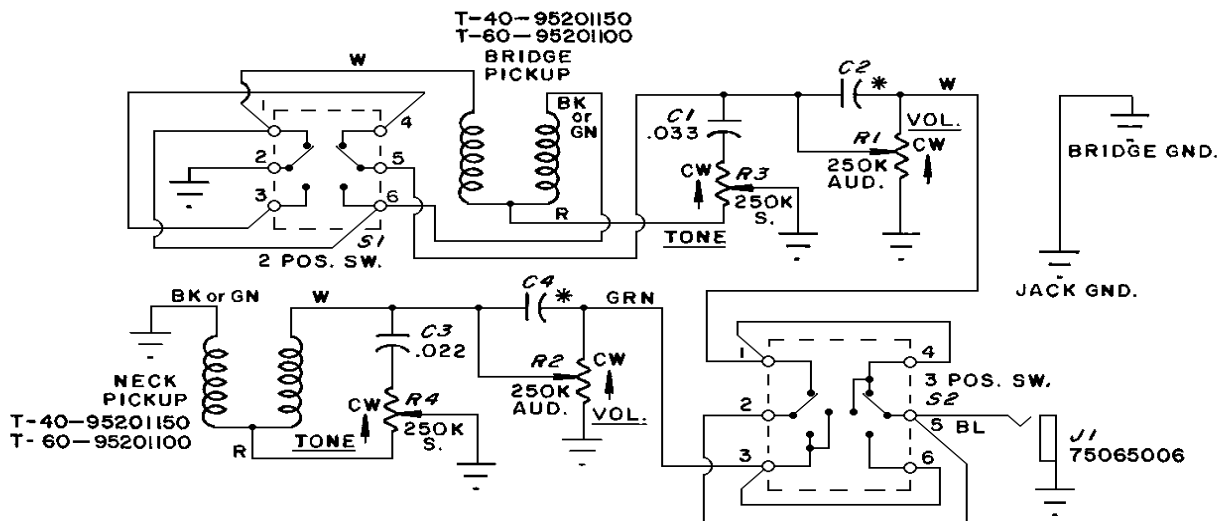 T-40-95201150
T-60-95201100
BRIDGE
PICKUP
W
BK
or
GN
C2
*
W
1
4
2
5
3
6
S1
2 POS. SW.
R
C1
.033
CW
R3
250K
S.
TONE
VOL.
R1
CW
250K
AUD.
BRIDGE GND.
JACK GND.
BK or GN
W
C4
*
GRN
NECK
PICKUP
T-40-95201150
T-60-95201100
C3
.022
R
CW
R4
250K
S.
TONE
R2
CW
250K
AUD.
VOL.
1
4
3 POS. SW.
S2
2
5
BL
3
6
J1
75065006